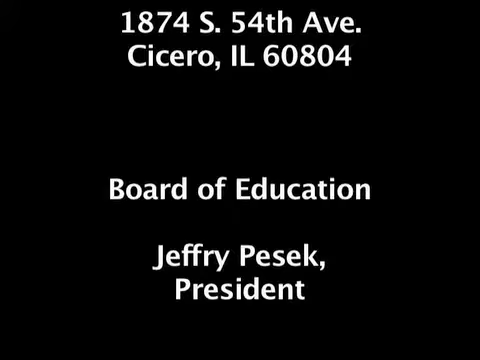 1874 S. 54th Ave.
Cicero, IL 60804
Board of Education
Jeffry Pesek,
President